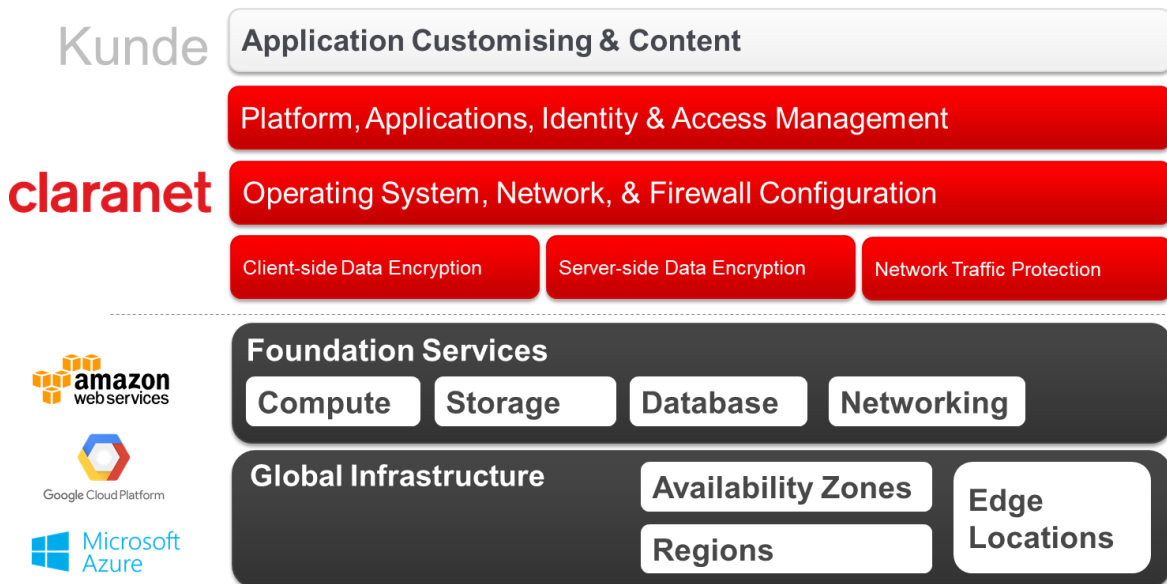 Kunde
Application Customising & Content
Platform, Applications, Identity & Access Management
claranet
Operating System, Network, & Firewall Configuration
Client-side Data Encryption
Server-side Data Encryption
Network Traffic Protection
amazon
web services
Foundation Services
Compute
Storage
Database
Networking
Google Cloud Platform
Global Infrastructure
Availability Zones
Regions
Edge
Locations
Microsoft
Azure